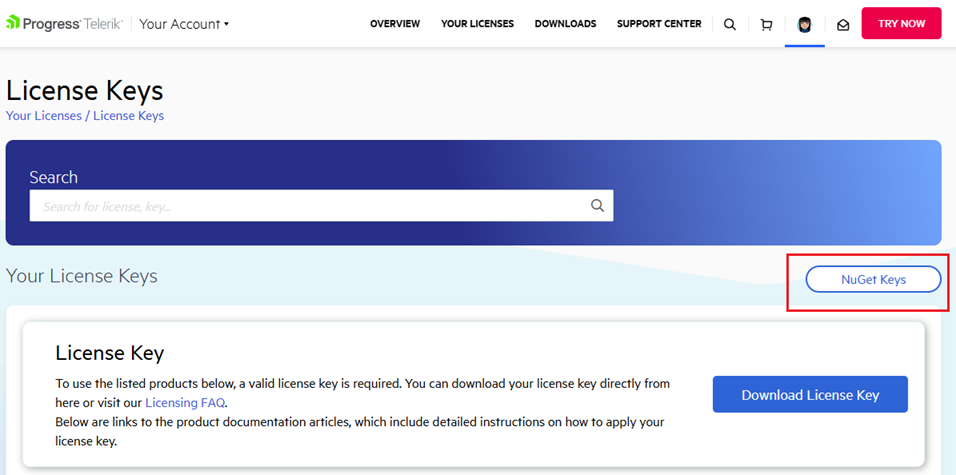 Progress Telerik Your Account OVERVIEW YOUR LICENSES DOWNLOADS SUPPORT CENTER TRY NOW
License Keys
Your Licenses / License Keys
Search
Search for license, key...
Your License Keys
NuGet Keys
License Key
To use the listed products below, a valid license key is required. You can download your license key directly from
here or visit our Licensing FAQ.
Below are links to the product documentation articles, which include detailed instructions on how to apply your
license key.
Download License Key